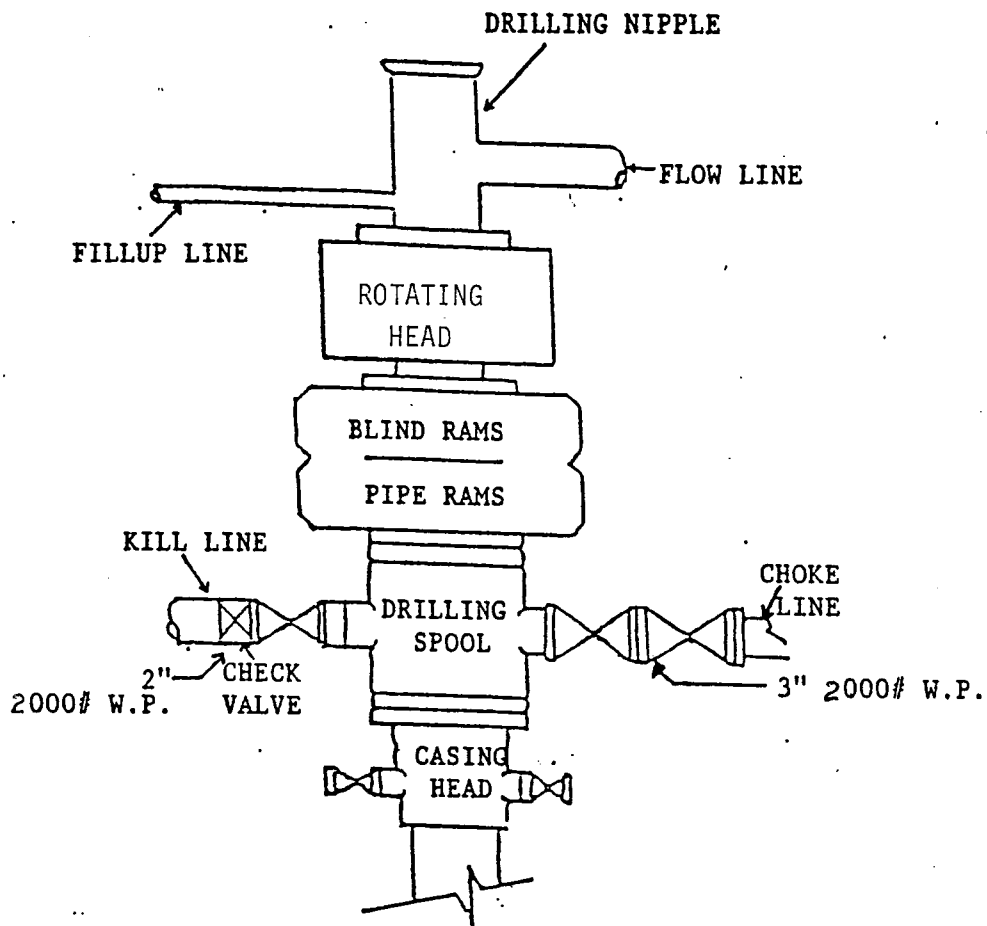 DRILLING NIPPLE
FLOW LINE
FILLUP LINE
ROTATING
HEAD
BLIND RAMS
PIPE RAMS
KILL LINE
CHOKE
LINE
DRILLING
SPOOL
2"
2000# W.P.
CHECK
VALVE
3" 2000# W.P.
CASING
HEAD